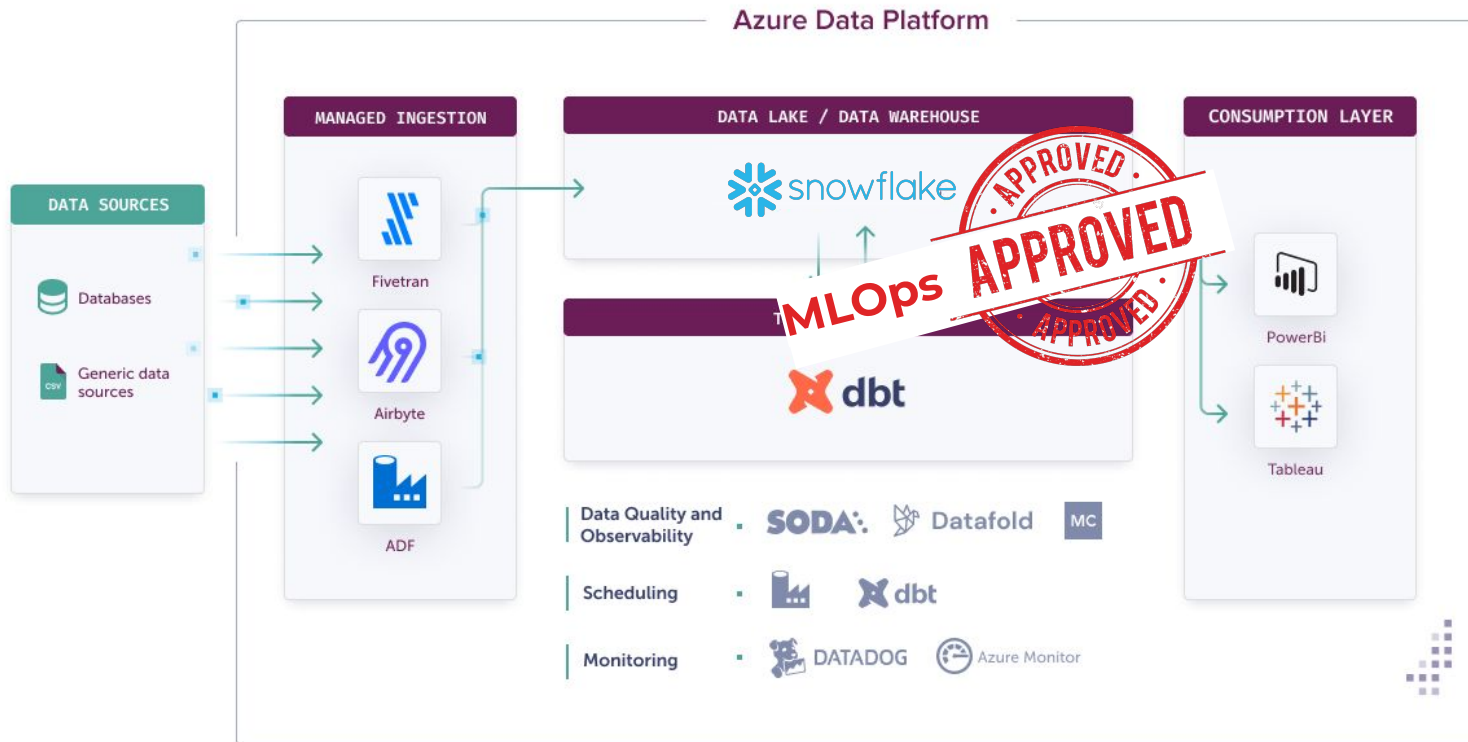 Azure Data Platform
MANAGED INGESTION
DATA LAKE / DATA WAREHOUSE
CONSUMPTION LAYER
DATA SOURCES
Databases
CSV
Generic data
sources
Fivetran
Airbyte
ADF
snowflake
APPROVED
MLOps APPROVED
APPROVED
dbt
PowerBi
Tableau
Data Quality and
Observability
SODA
Datafold
MC
Scheduling
dbt
Monitoring
DATADOG
Azure Monitor